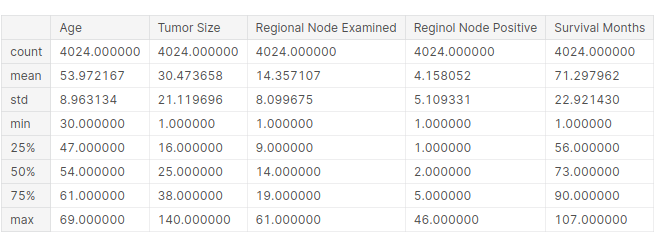 Age Tumor Size Regional Node Examined Reginol Node Positive Survival Months
count 4024.000000 4024.000000 4024.000000 4024.000000 4024.000000
mean 53.972167 30.473658 14.357107 4.158052 71.297962
std 8.963134 21.119696 8.099675 5.109331 22.921430
min 30.000000 1.000000 1.000000 1.000000 1.000000
25% 47.000000 16.000000 9.000000 1.000000 56.000000
50% 54.000000 25.000000 14.000000 2.000000 73.000000
75% 61.000000 38.000000 19.000000 5.000000 90.000000
max 69.000000 140.000000 61.000000 46.000000 107.000000